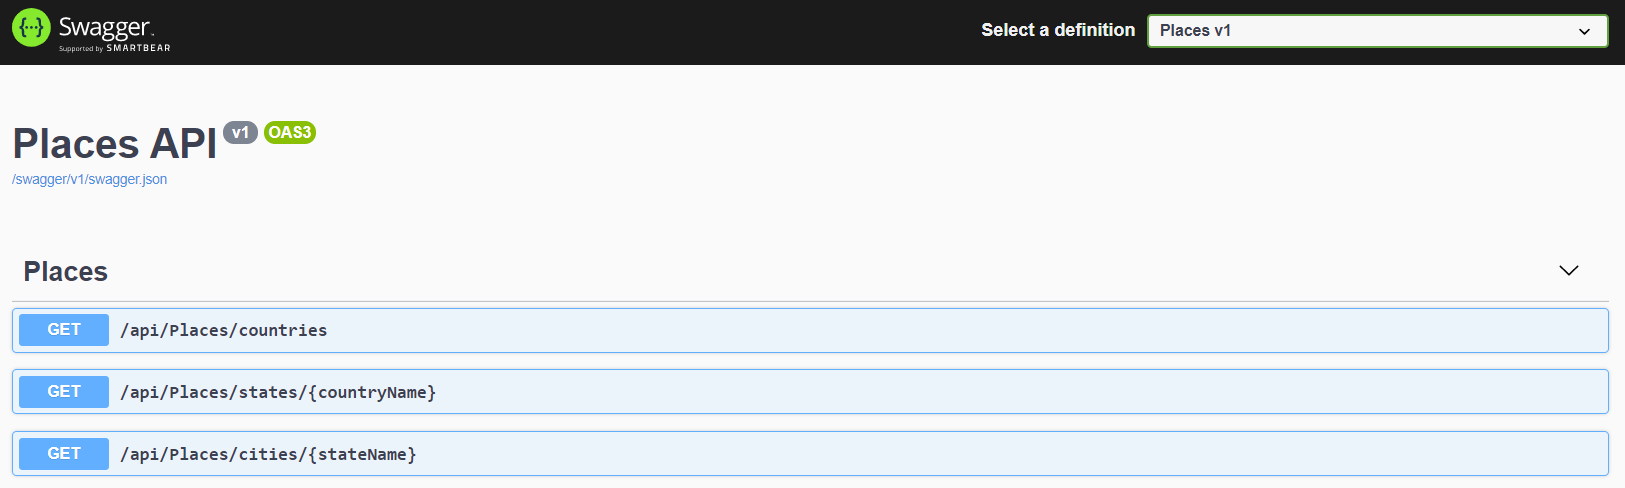 Swagger
Supported by SMARTBEAR
Select a definition
Places v1
Places API v1 OAS3
/swagger/v1/swagger.json
Places
GET /api/Places/countries
GET /api/Places/states/{countryName}
GET /api/Places/cities/{stateName}